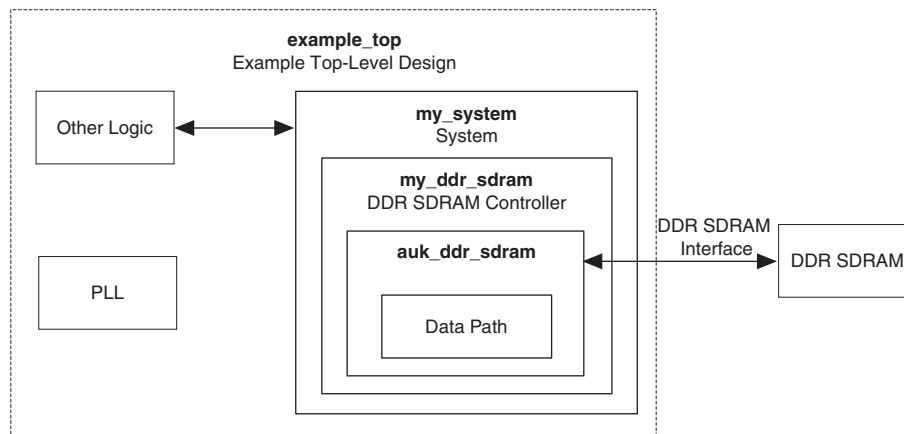 example_top
Example Top-Level Design
Other Logic
my_system
System
my_ddr_sdram
DDR SDRAM Controller
auk_ddr_sdram
Data Path
PLL
DDR SDRAM
Interface
DDR SDRAM